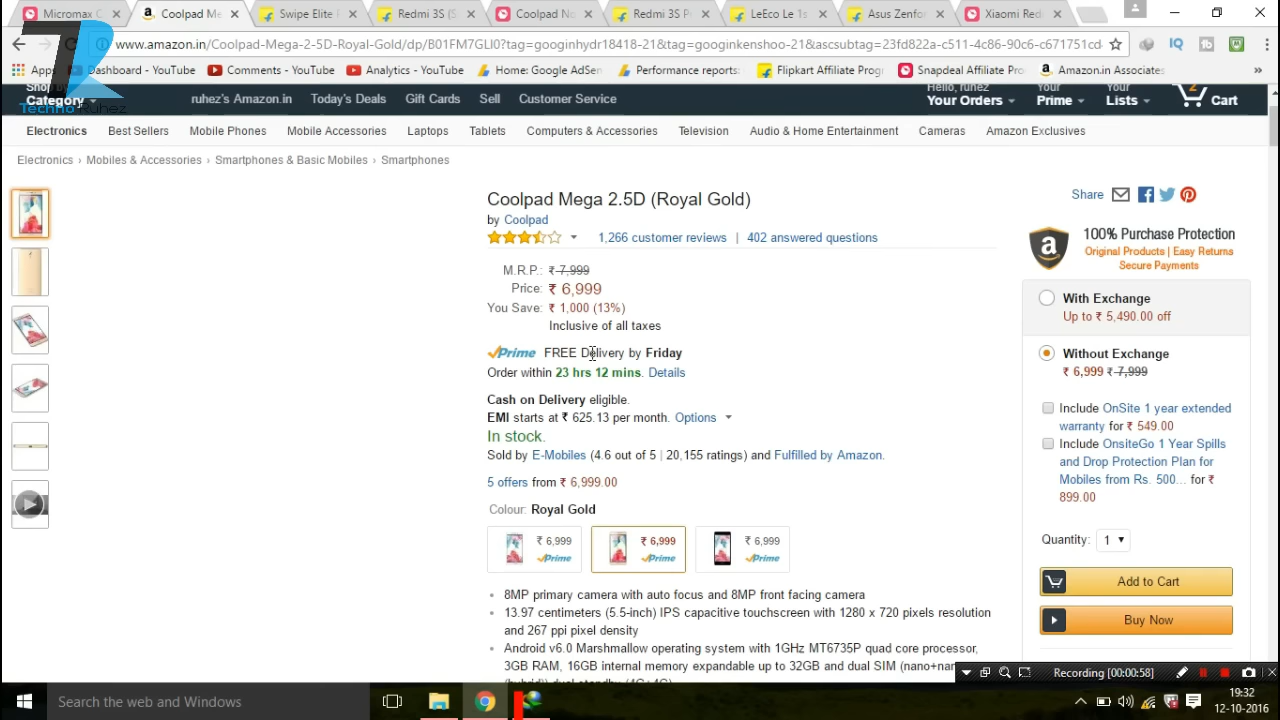 Micromax C
Coolpad Me
Swipe Elite
Redmi 3S (S
Coolpad No
Redmi 3S P
LeEco Le 1s
Asus Zenfo
Xiaomi Redi
www.amazon.in/Coolpad-Mega-2-5D-Royal-Gold/dp/B01FM7GLI0?tag=googinhydr18418-21&tag=googinkenshoo-21&ascsubtag=23fd822a-c511-4c86-90c6-c671751cd
Apps
Dashboard - YouTube
Comments - YouTube
Analytics - YouTube
Home: Google AdSen
Performance reports:
Flipkart Affiliate Prog
Snapdeal Affiliate Pro
Amazon.in Associates
»
Techno Ruhez
Shop by
Category
ruhez's Amazon.in
Today's Deals
Gift Cards
Sell
Customer Service
Hello, ruhez
Your Orders
Your
Prime
Your
Lists
2
Cart
Electronics
Best Sellers
Mobile Phones
Mobile Accessories
Laptops
Tablets
Computers & Accessories
Television
Audio & Home Entertainment
Cameras
Amazon Exclusives
Electronics › Mobiles & Accessories › Smartphones & Basic Mobiles › Smartphones
Coolpad Mega 2.5D (Royal Gold)
by Coolpad
1,266 customer reviews | 402 answered questions
M.R.P.: ₹ 7,999
Price: ₹ 6,999
You Save: ₹ 1,000 (13%)
Inclusive of all taxes
Prime FREE Delivery by Friday
Order within 23 hrs 12 mins. Details
Cash on Delivery eligible.
EMI starts at ₹ 625.13 per month. Options
In stock.
Sold by E-Mobiles (4.6 out of 5 | 20,155 ratings) and Fulfilled by Amazon.
5 offers from ₹ 6,999.00
Colour: Royal Gold
₹ 6,999
Prime
₹ 6,999
Prime
₹ 6,999
Prime
8MP primary camera with auto focus and 8MP front facing camera
13.97 centimeters (5.5-inch) IPS capacitive touchscreen with 1280 x 720 pixels resolution
and 267 ppi pixel density
Android v6.0 Marshmallow operating system with 1GHz MT6735P quad core processor,
3GB RAM, 16GB internal memory expandable up to 32GB and dual SIM (nano+nan
Share
100% Purchase Protection
Original Products | Easy Returns
Secure Payments
With Exchange
Up to ₹ 5,490.00 off
Without Exchange
₹ 6,999 ₹ 7,999
Include OnSite 1 year extended
warranty for ₹ 549.00
Include OnsiteGo 1 Year Spills
and Drop Protection Plan for
Mobiles from Rs. 500... for ₹
899.00
Quantity: 1
Add to Cart
Buy Now
Recording [00:00:58]
Search the web and Windows
19:32
12-10-2016